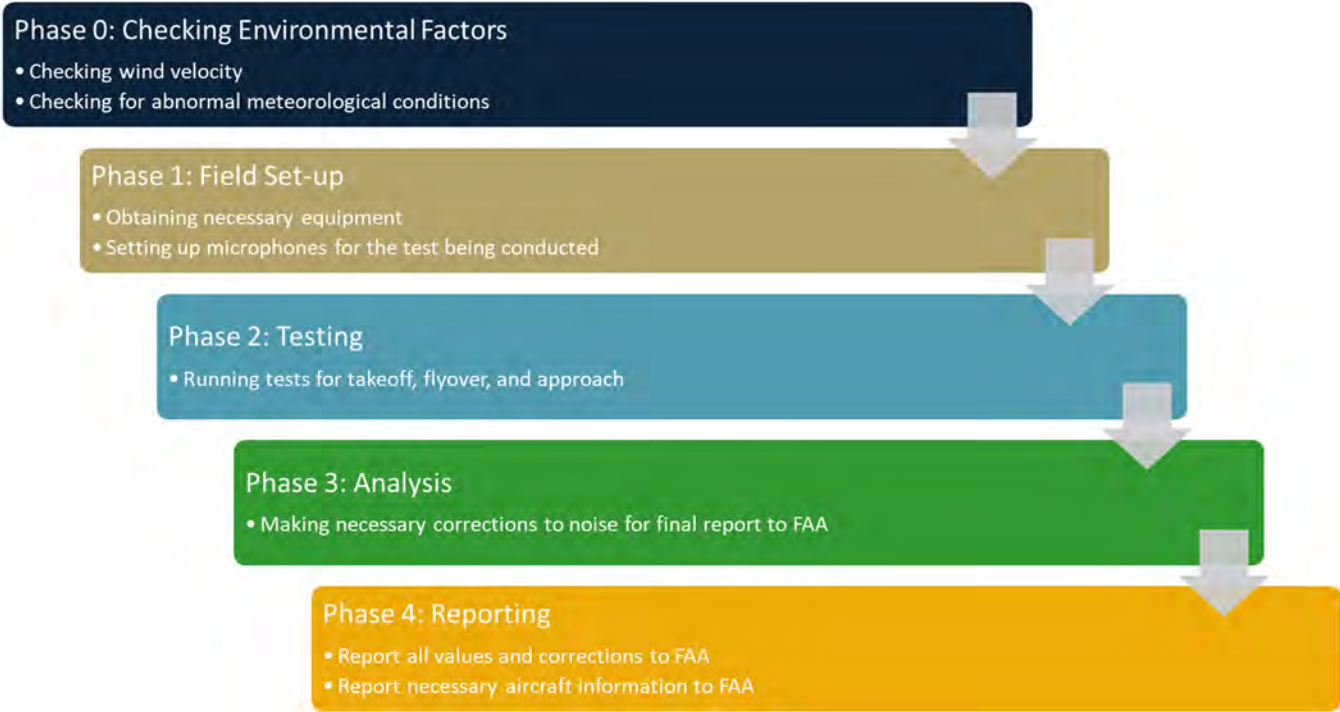 Phase 0: Checking Environmental Factors
• Checking wind velocity
• Checking for abnormal meteorological conditions
Phase 1: Field Set-up
• Obtaining necessary equipment
• Setting up microphones for the test being conducted
Phase 2: Testing
• Running tests for takeoff, flyover, and approach
Phase 3: Analysis
• Making necessary corrections to noise for final report to FAA
Phase 4: Reporting
• Report all values and corrections to FAA
• Report necessary aircraft information to FAA